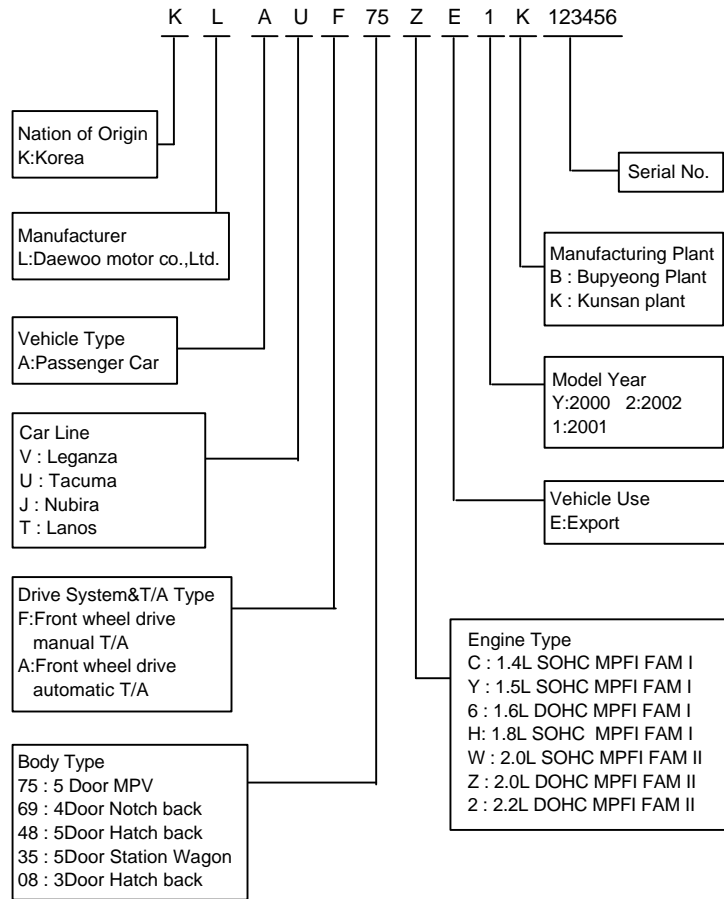 K L A U F 75 Z E 1 K 123456
Nation of Origin
K:Korea
Manufacturer
L:Daewoo motor co.,Ltd.
Vehicle Type
A:Passenger Car
Car Line
V : Leganza
U : Tacuma
J : Nubira
T : Lanos
Drive System&T/A Type
F:Front wheel drive
manual T/A
A:Front wheel drive
automatic T/A
Body Type
75 : 5 Door MPV
69 : 4Door Notch back
48 : 5Door Hatch back
35 : 5Door Station Wagon
08 : 3Door Hatch back
Serial No.
Manufacturing Plant
B : Bupyeong Plant
K : Kunsan plant
Model Year
Y:2000 2:2002
1:2001
Vehicle Use
E:Export
Engine Type
C : 1.4L SOHC MPFI FAM I
Y : 1.5L SOHC MPFI FAM I
6 : 1.6L DOHC MPFI FAM I
H: 1.8L SOHC MPFI FAM I
W : 2.0L SOHC MPFI FAM II
Z : 2.0L DOHC MPFI FAM II
2 : 2.2L DOHC MPFI FAM II